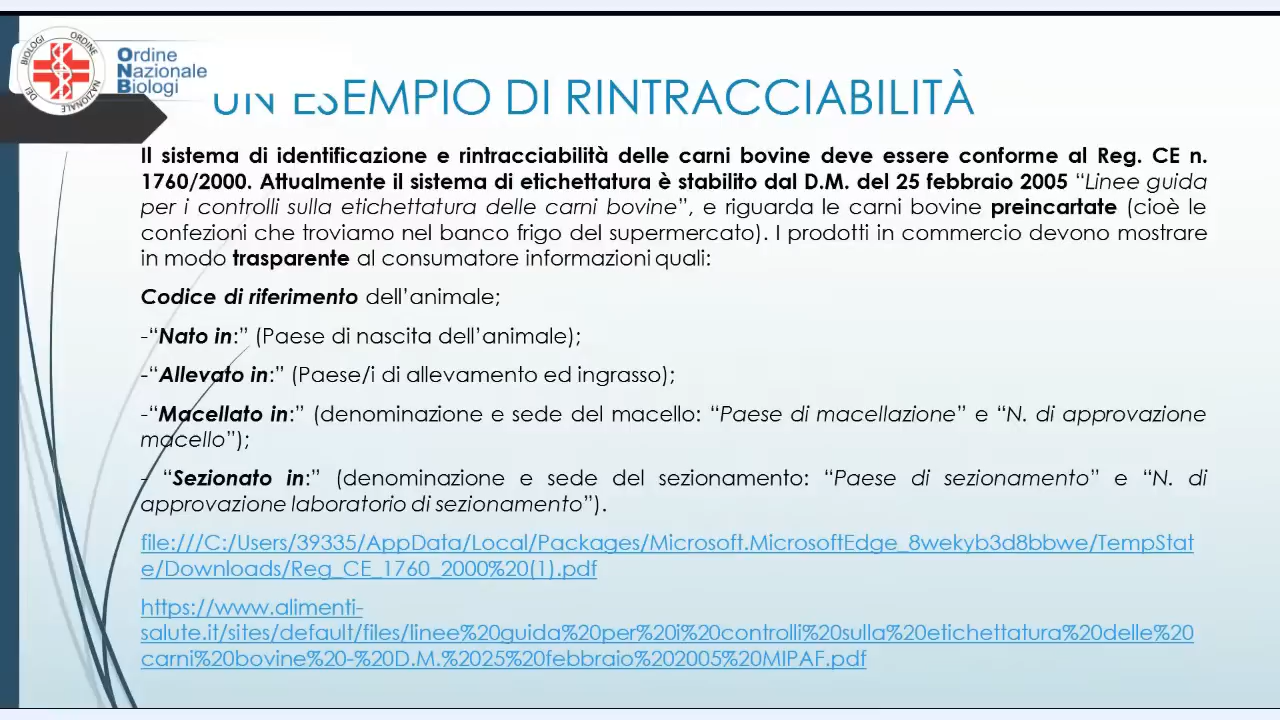 DEI BIOLOGI ORDINE NAZIONALE
Ordine
Nazionale
Biologi
UN ESEMPIO DI RINTRACCIABILITÀ
Il sistema di identificazione e rintracciabilità delle carni bovine deve essere conforme al Reg. CE n.
1760/2000. Attualmente il sistema di etichettatura è stabilito dal D.M. del 25 febbraio 2005 “Linee guida
per i controlli sulla etichettatura delle carni bovine”, e riguarda le carni bovine preincartate (cioè le
confezioni che troviamo nel banco frigo del supermercato). I prodotti in commercio devono mostrare
in modo trasparente al consumatore informazioni quali:
Codice di riferimento dell’animale;
-“Nato in:” (Paese di nascita dell’animale);
-“Allevato in:” (Paese/i di allevamento ed ingrasso);
-“Macellato in:” (denominazione e sede del macello: “Paese di macellazione” e “N. di approvazione
macello”);
- “Sezionato in:” (denominazione e sede del sezionamento: “Paese di sezionamento” e “N. di
approvazione laboratorio di sezionamento”).
file:///C:/Users/39335/AppData/Local/Packages/Microsoft.MicrosoftEdge_8wekyb3d8bbwe/TempStat
e/Downloads/Reg_CE_1760_2000%20(1).pdf
https://www.alimenti-
salute.it/sites/default/files/linee%20guida%20per%20i%20controlli%20sulla%20etichettatura%20delle%20
carni%20bovine%20-%20D.M.%2025%20febbraio%202005%20MIPAF.pdf